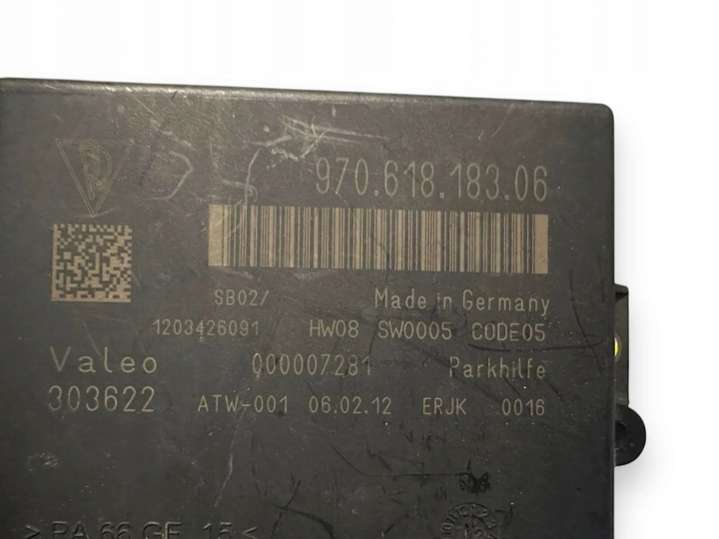 970.618.183.06
SB02/ Made in Germany
1203426091 HW08 SW0005 CODE05
Valeo 000007281 Parkhilfe
303622 ATW-001 06.02.12 ERJK 0016
>PA 66 GF 15<